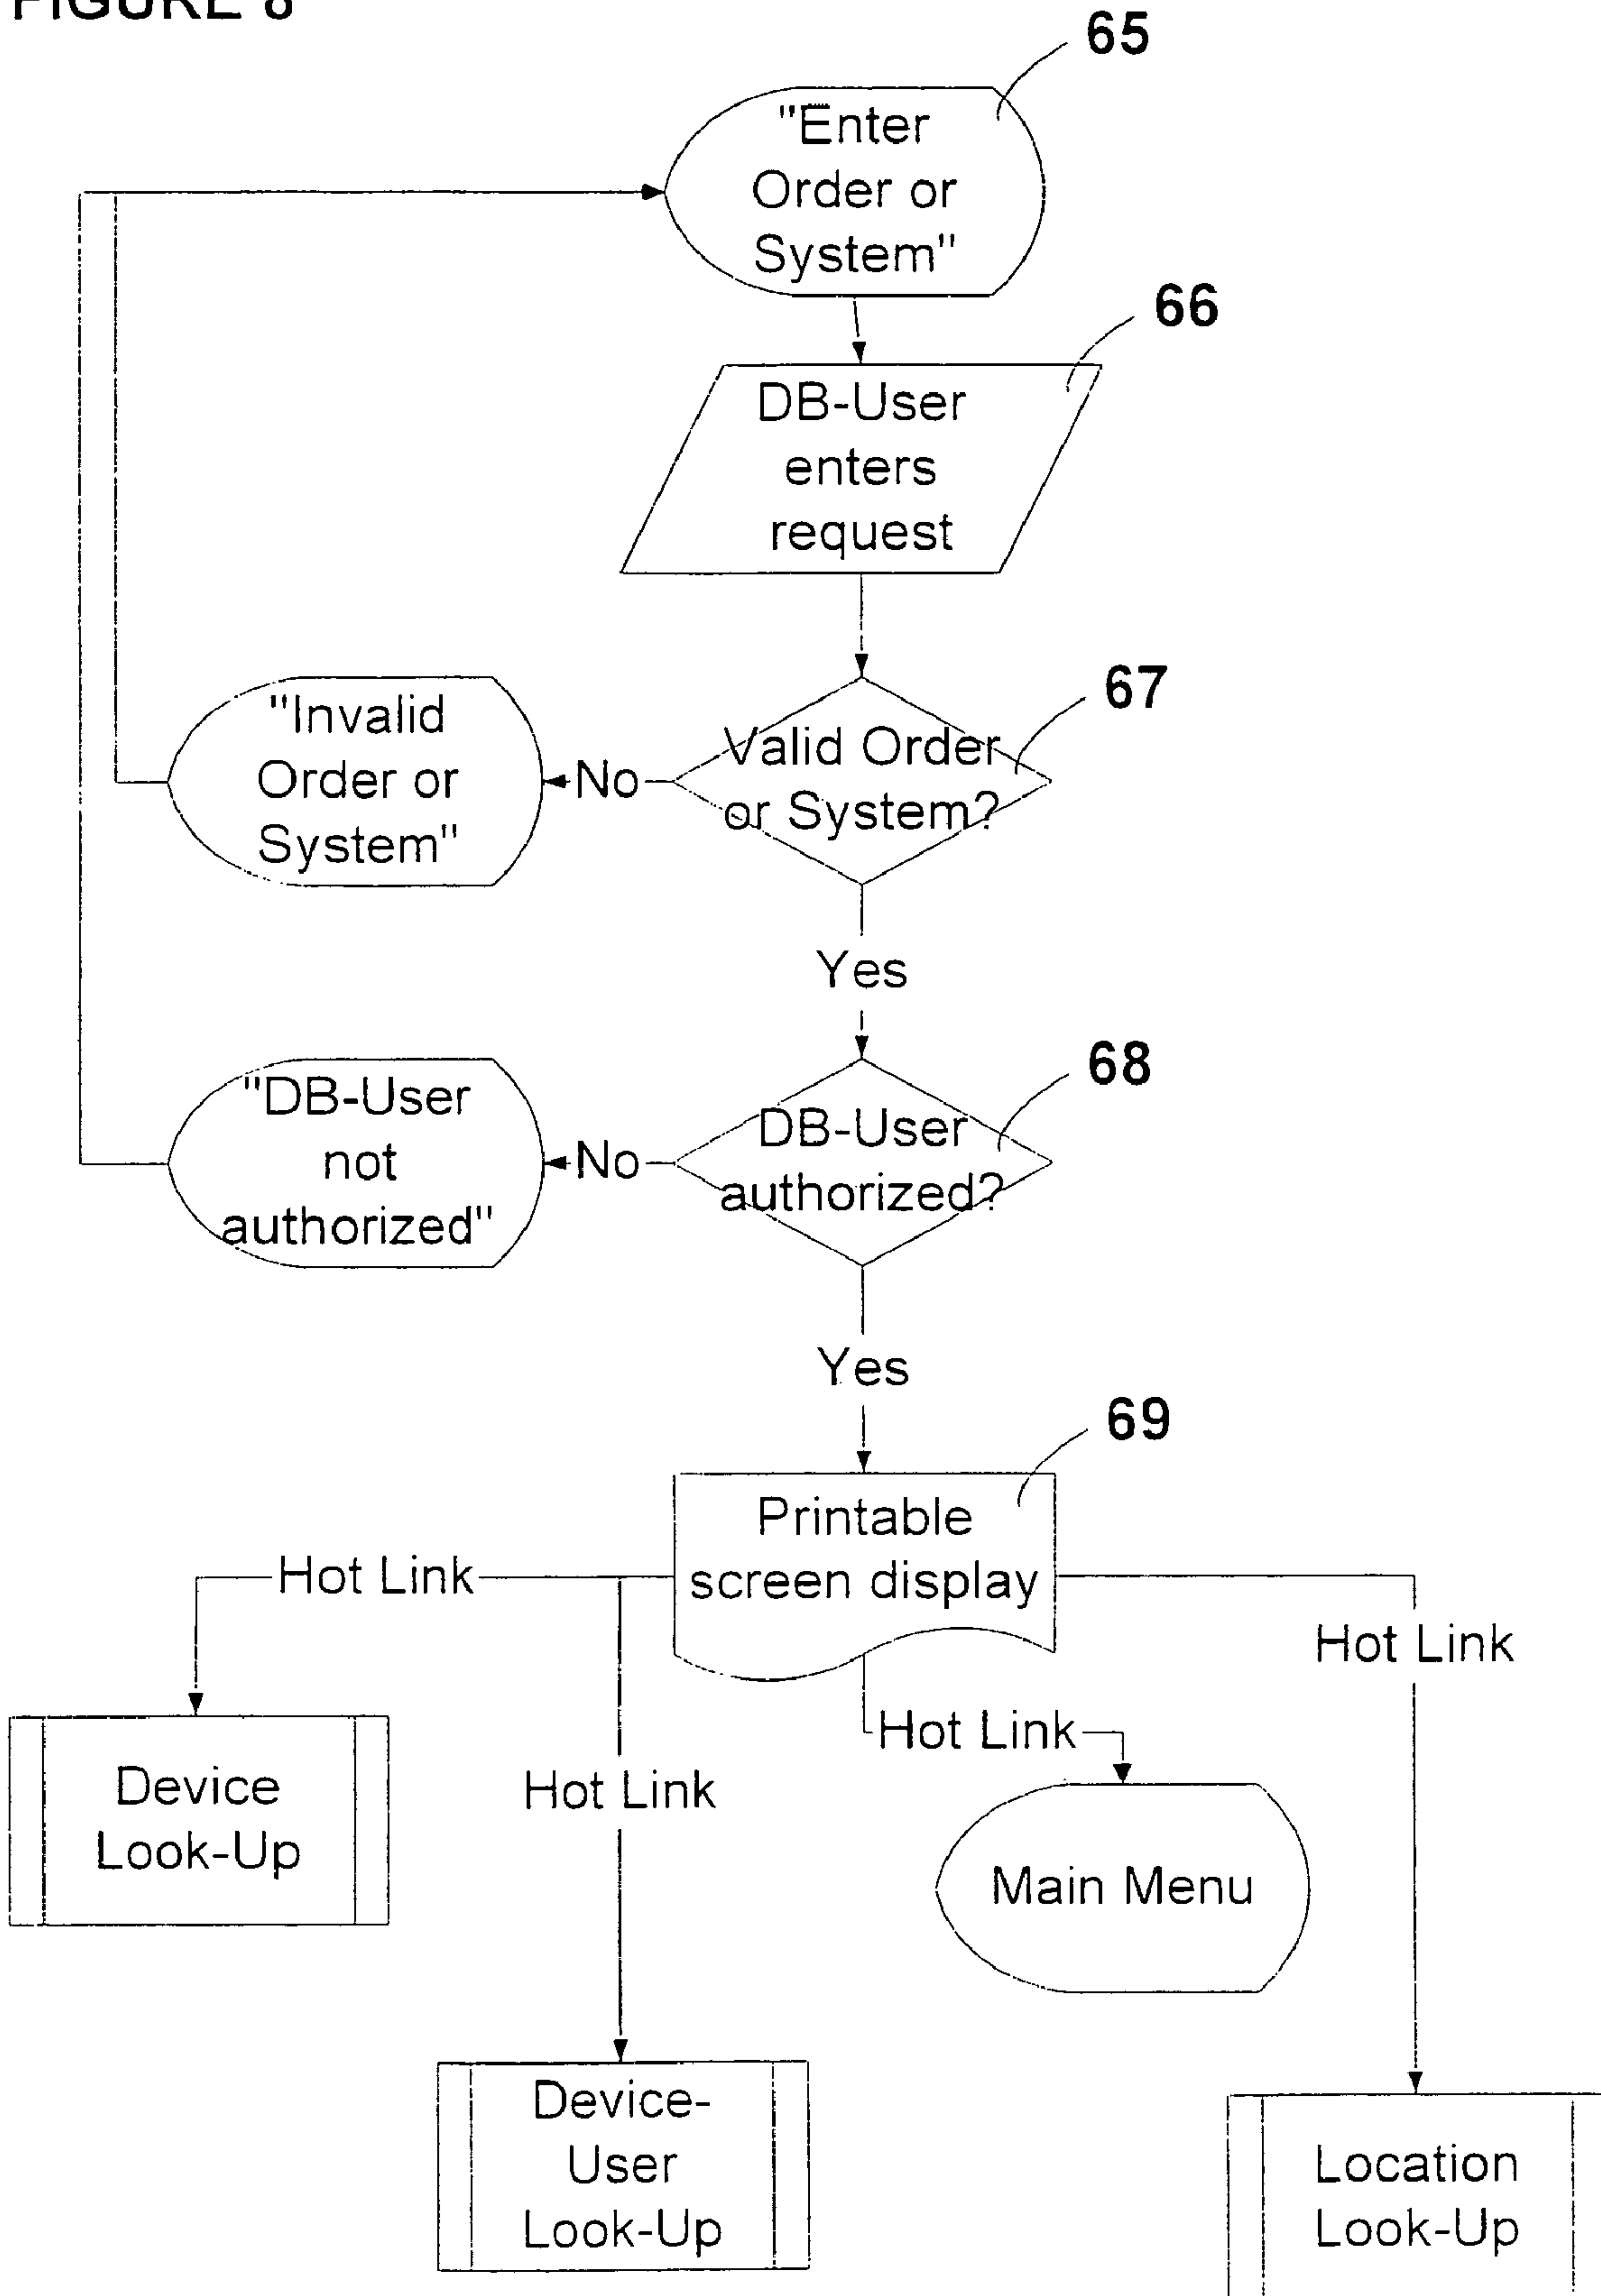 FIGURE 8
65
"Enter
Order or
System"
66
DB-User
enters
request
67
"Invalid
Order or
System"
No
Valid Order
or System?
Yes
68
"DB-User
not
authorized"
No
DB-User
authorized?
Yes
69
Printable
screen display
Hot Link
Hot Link
Hot Link
Hot Link
Device
Look-Up
Main Menu
Device-
User
Look-Up
Location
Look-Up